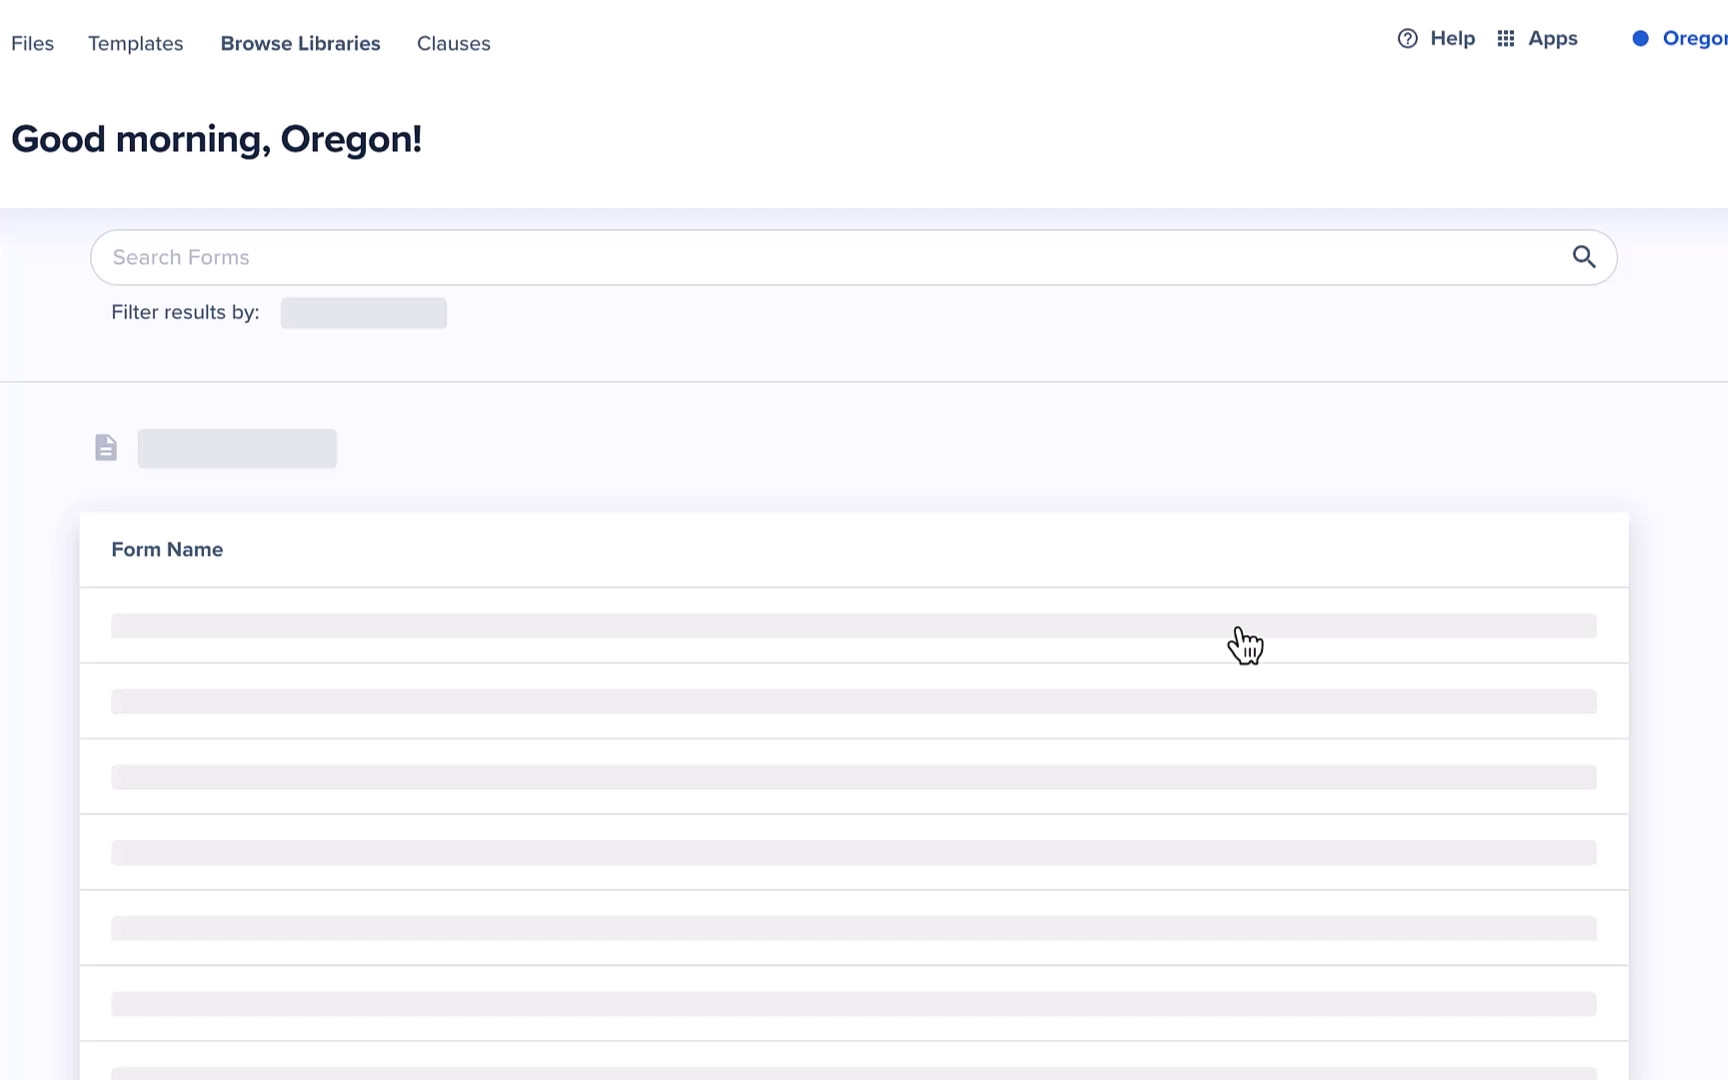 Files Templates Browse Libraries Clauses Help Apps
Good morning, Oregon!
Search Forms
Filter results by:
Form Name